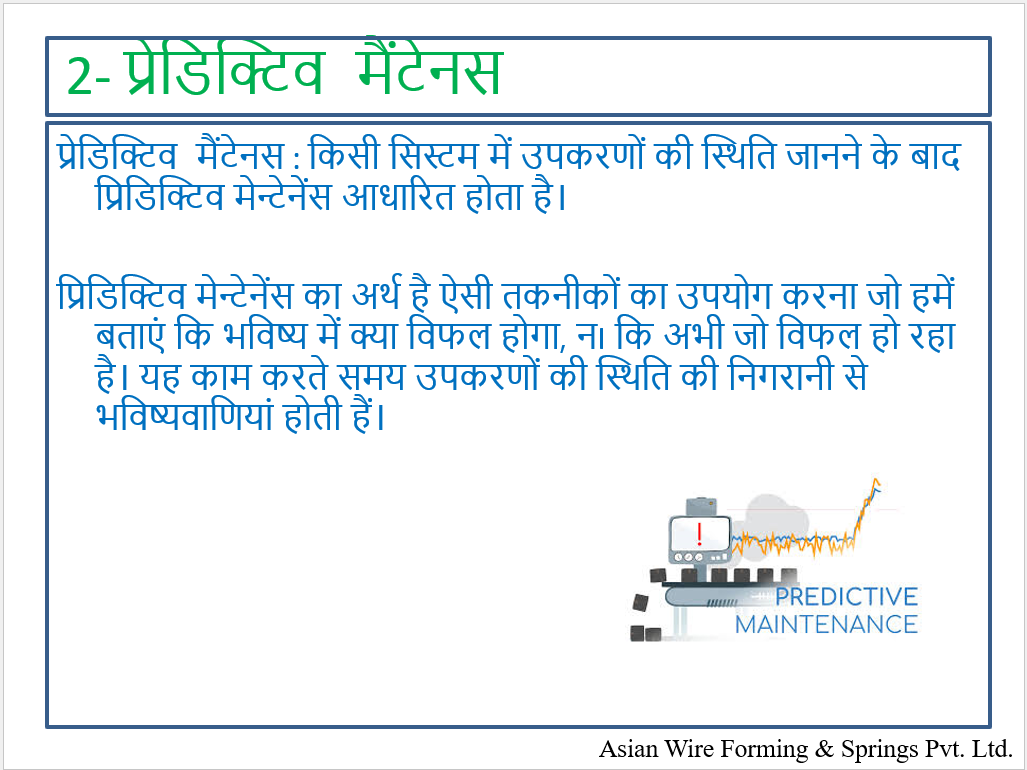 2- प्रेडिक्टिव मैंटेनस
प्रेडिक्टिव मैंटेनस : किसी सिस्टम में उपकरणों की स्थिति जानने के बाद
प्रिडिक्टिव मेन्टेनेंस आधारित होता है।
प्रिडिक्टिव मेन्टेनेंस का अर्थ है ऐसी तकनीकों का उपयोग करना जो हमें
बताएं कि भविष्य में क्या विफल होगा, न। कि अभी जो विफल हो रहा
है। यह काम करते समय उपकरणों की स्थिति की निगरानी से
भविष्यवाणियां होती हैं।
!
PREDICTIVE
MAINTENANCE
Asian Wire Forming & Springs Pvt. Ltd.